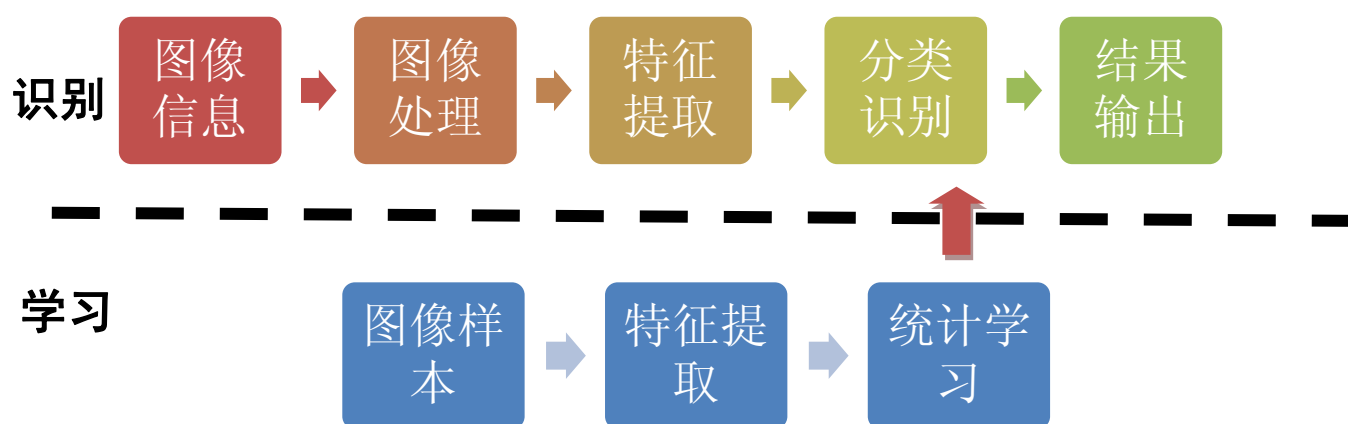 识别
图像
信息
图像
处理
特征
提取
分类
识别
结果
输出
学习
图像样
本
特征提
取
统计学
习